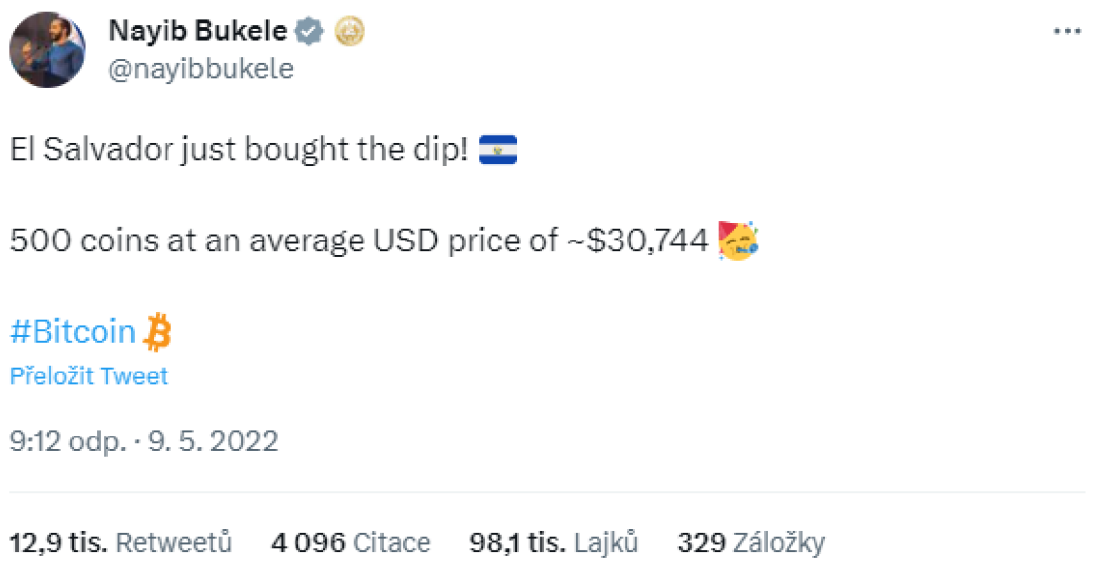 Nayib Bukele
@nayibbukele
El Salvador just bought the dip! 🇸🇻
500 coins at an average USD price of ~$30,744 🥳
#Bitcoin
Přeložit Tweet
9:12 odp. · 9. 5. 2022
12,9 tis. Retweetů 4 096 Citace 98,1 tis. Lajků 329 Záložky